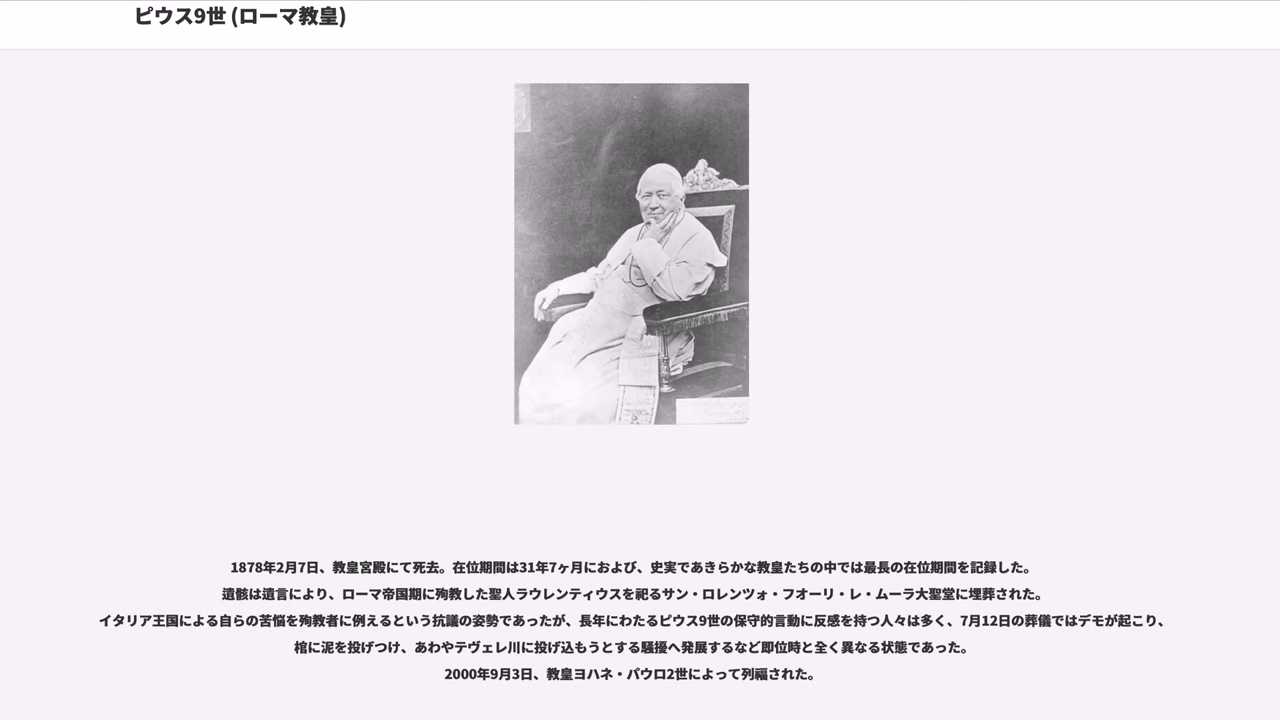 ピウス9世 (ローマ教皇)
1878年2月7日、教皇宮殿にて死去。在位期間は31年7ヶ月におよび、史実であきらかな教皇たちの中では最長の在位期間を記録した。
遺骸は遺言により、ローマ帝国期に殉教した聖人ラウレンティウスを祀るサン・ロレンツォ・フオーリ・レ・ムーラ大聖堂に埋葬された。
イタリア王国による自らの苦悩を殉教者に例えるという抗議の姿勢であったが、長年にわたるピウス9世の保守的言動に反感を持つ人々は多く、7月12日の葬儀ではデモが起こり、
棺に泥を投げつけ、あわやテヴェレ川に投げ込もうとする騒擾へ発展するなど即位時と全く異なる状態であった。
2000年9月3日、教皇ヨハネ・パウロ2世によって列福された。